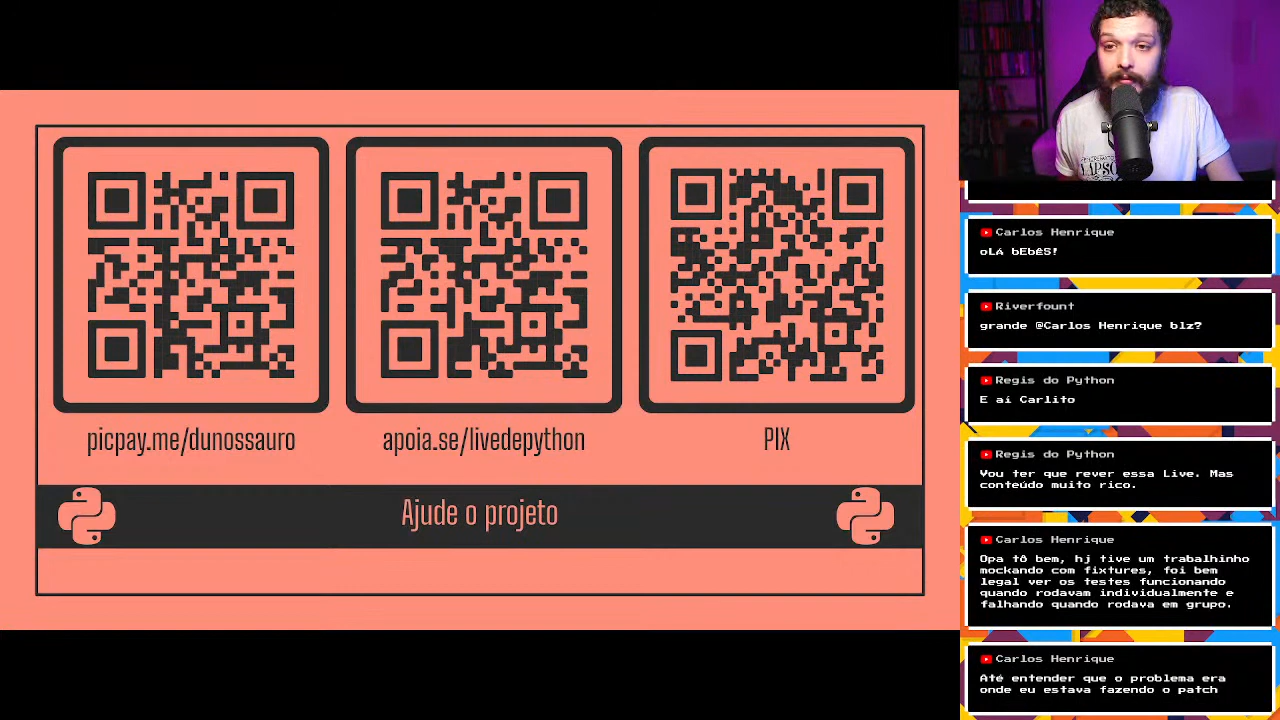 picpay.me/dunossauro
apoia.se/livedepython
PIX
Ajude o projeto
Carlos Henrique
oLá bEbêS!
Riverfount
grande @Carlos Henrique blz?
Regis do Python
E aí Carlito
Regis do Python
Vou ter que rever essa Live. Mas
conteúdo muito rico.
Carlos Henrique
Opa tô bem, hj tive um trabalhinho
mockando com fixtures, foi bem
legal ver os testes funcionando
quando rodavam individualmente e
falhando quando rodava em grupo.
Carlos Henrique
Até entender que o problema era
onde eu estava fazendo o patch